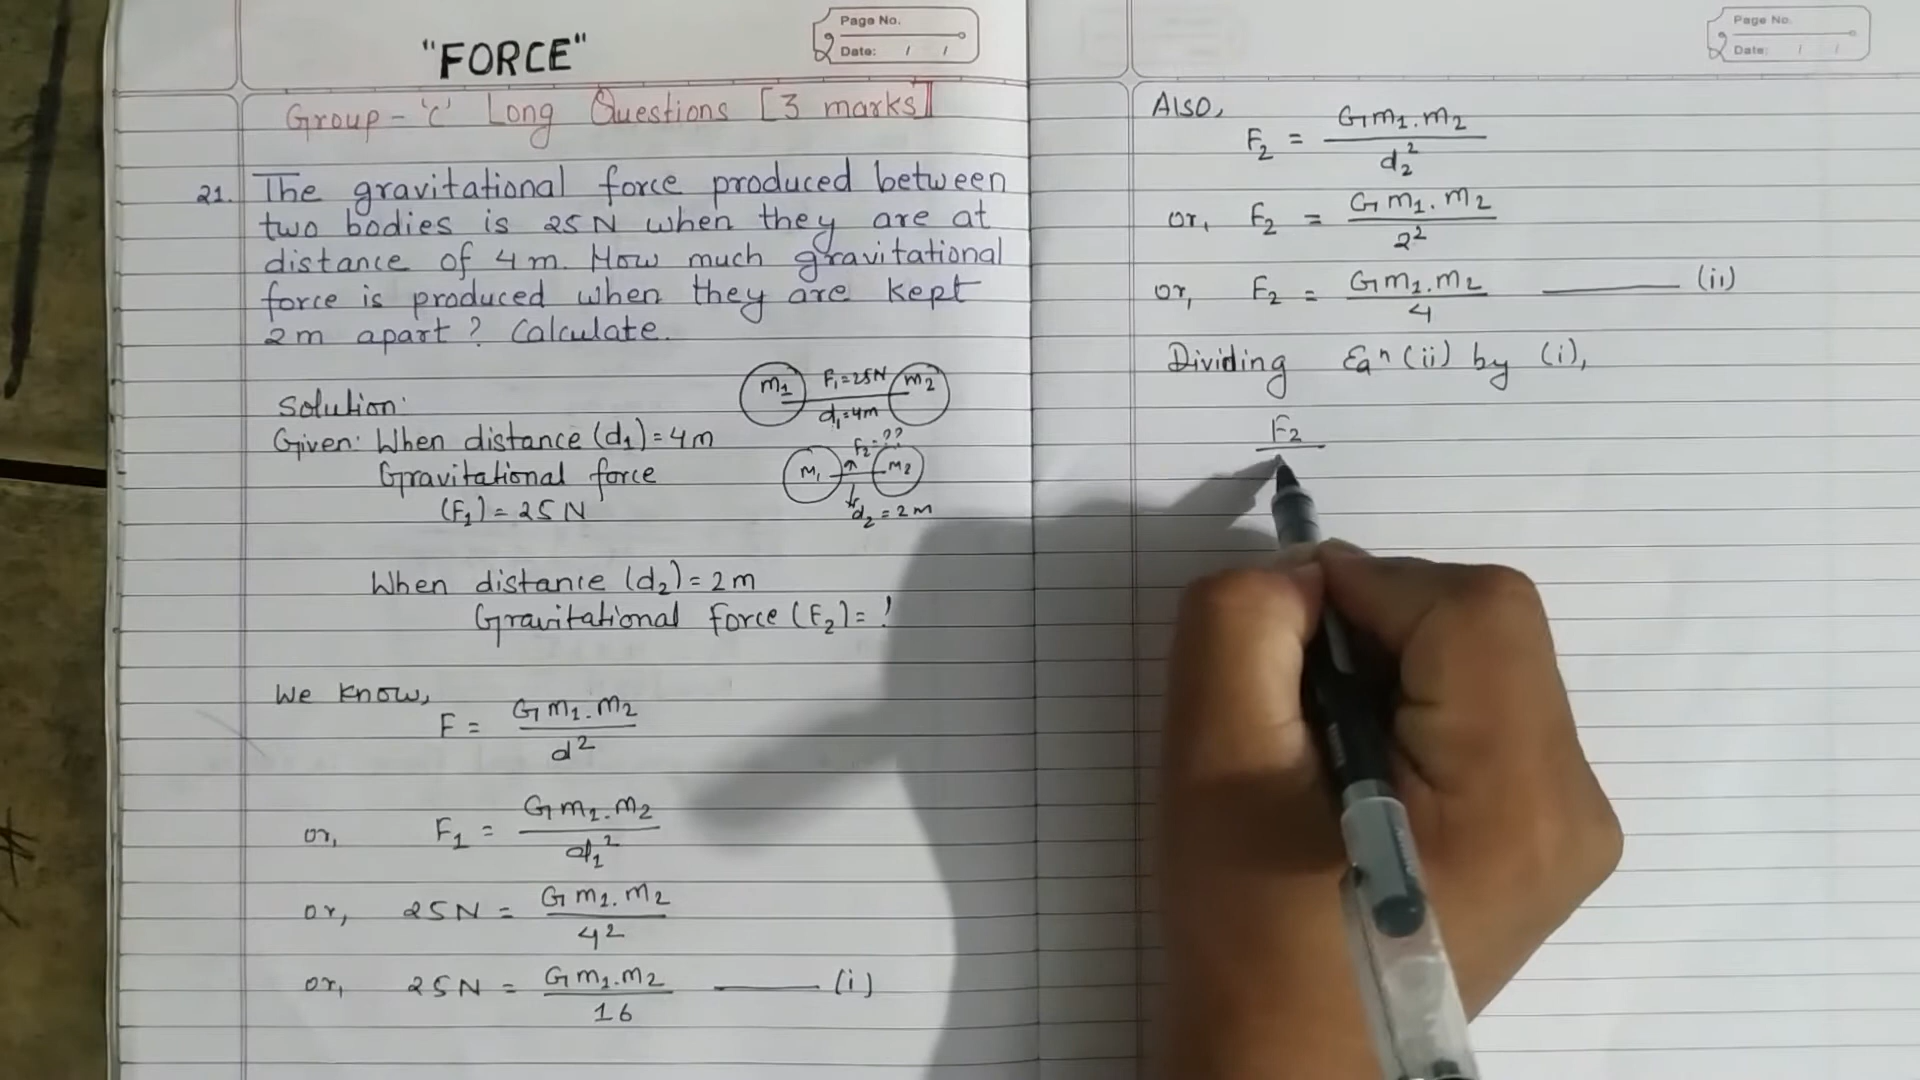 "FORCE"
Page No.
Date: / /
Group-'c' Long Questions [3 marks]
21. The gravitational force produced between
two bodies is 25N when they are at
distance of 4m. How much gravitational
force is produced when they are kept
2m apart? Calculate.
m1 F1=25N m2
d1=4m
Solution:
Given: When distance (d1)=4m
F2=??
m1 m2
Gravitational force
(F1)=25N
d2=2m
When distance (d2)=2m
Gravitational force (F2)=!
We know,
F = Gm1.m2
d²
or, F1 = Gm1.m2
d1²
or, 25N = Gm1.m2
4²
or, 25N = Gm1.m2 (i)
16
Page No.
Date: / /
Also,
F2 = Gm1.m2
d2²
or, F2 = Gm1.m2
2²
or, F2 = Gm1.m2 (ii)
4
Dividing Eqn (ii) by (i),
F2